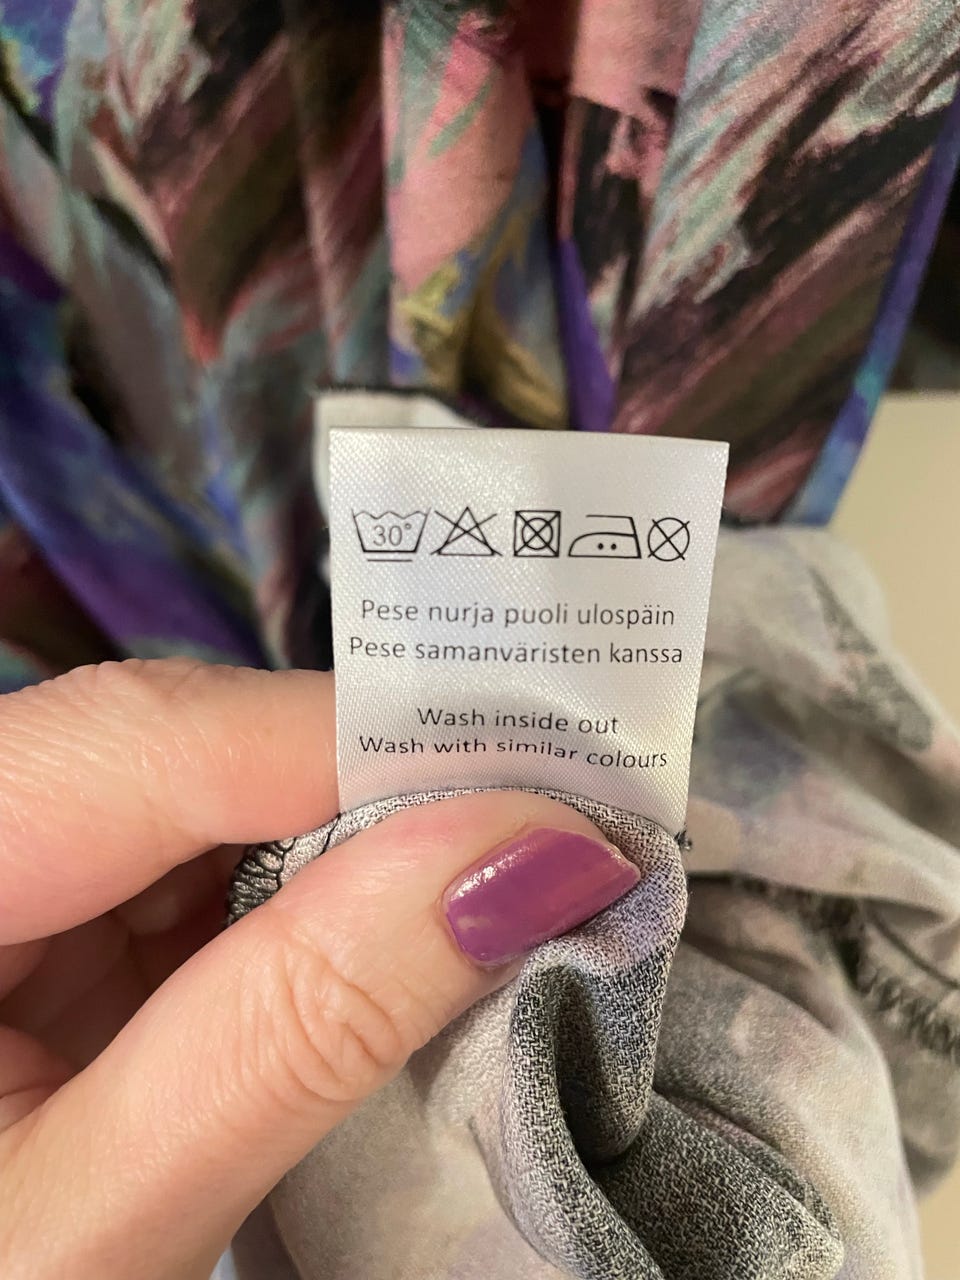 30°
Pese nurja puoli ulospäin
Pese samanväristen kanssa
Wash inside out
Wash with similar colours